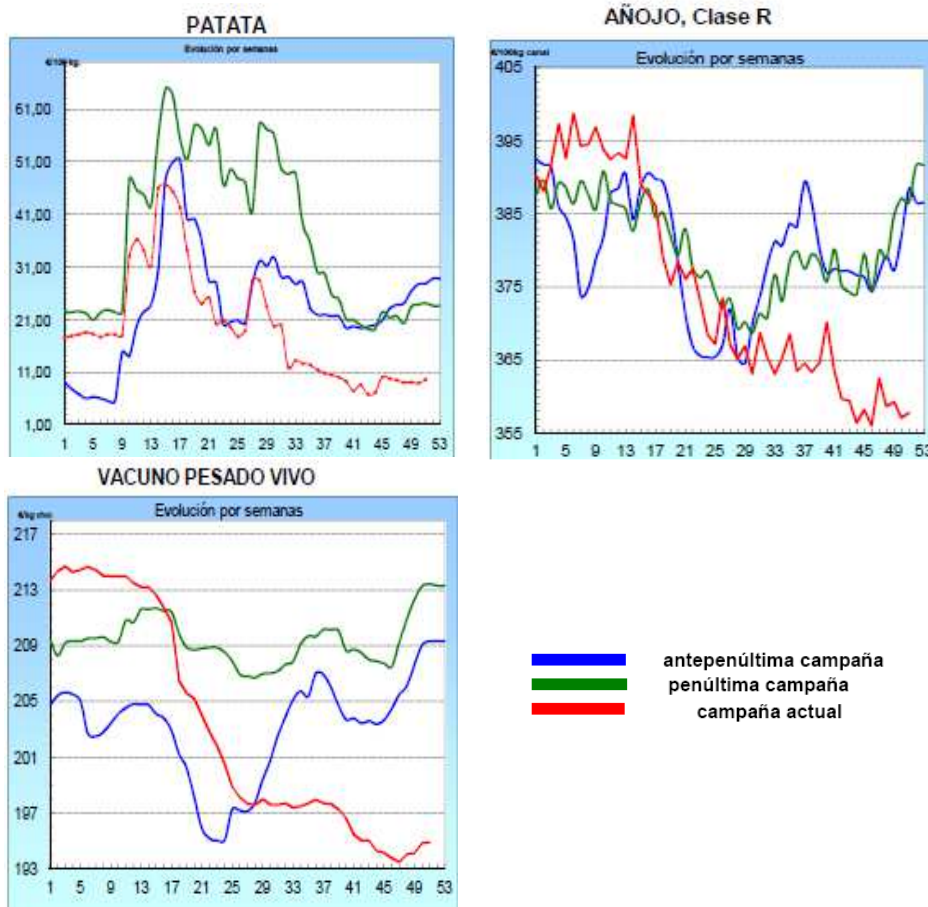 PATATA
Evolución por semanas
€/100 kg.
61,00
51,00
41,00
31,00
21,00
11,00
1,00
1 5 9 13 17 21 25 29 33 37 41 45 49 53
AÑOJO, Clase R
€/100kg canal
Evolución por semanas
405
395
385
375
365
355
1 5 9 13 17 21 25 29 33 37 41 45 49 53
VACUNO PESADO VIVO
Evolución por semanas
217
213
209
205
201
197
193
1 5 9 13 17 21 25 29 33 37 41 45 49 53
antepenúltima campaña
penúltima campaña
campaña actual